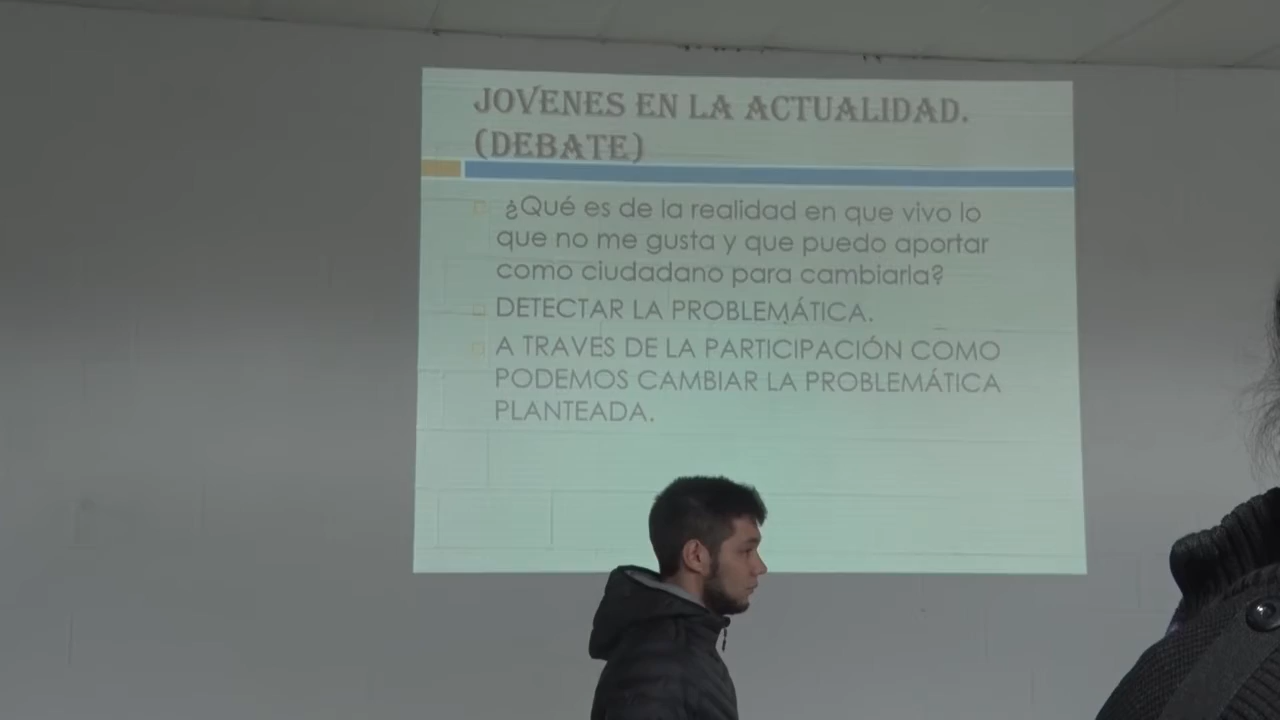 JOVENES EN LA ACTUALIDAD.
(DEBATE)
¿Qué es de la realidad en que vivo lo
que no me gusta y que puedo aportar
como ciudadano para cambiarla?
DETECTAR LA PROBLEMÁTICA.
A TRAVES DE LA PARTICIPACIÓN COMO
PODEMOS CAMBIAR LA PROBLEMÁTICA
PLANTEADA.